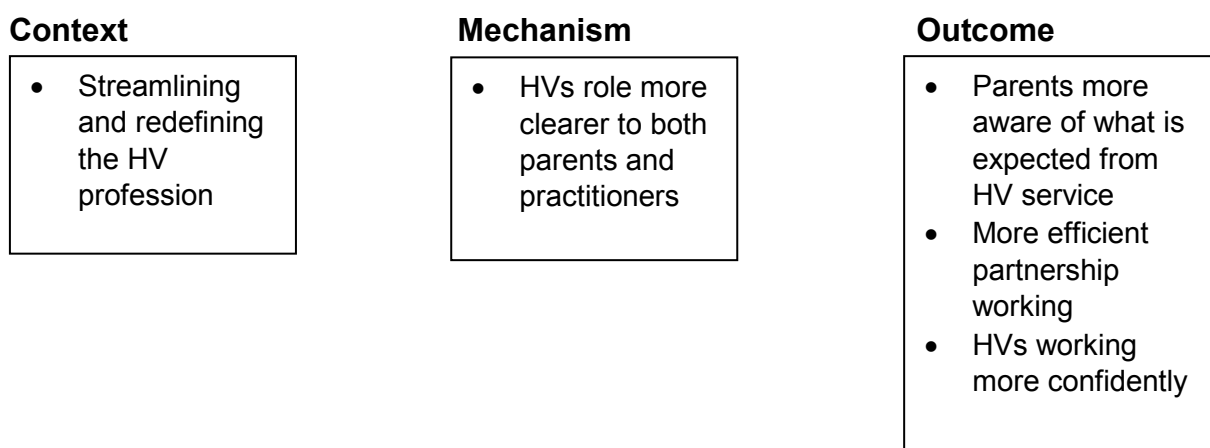 Context
• Streamlining
and redefining
the HV
profession
Mechanism
• HVs role more
clearer to both
parents and
practitioners
Outcome
• Parents more
aware of what is
expected from
HV service
• More efficient
partnership
working
• HVs working
more confidently